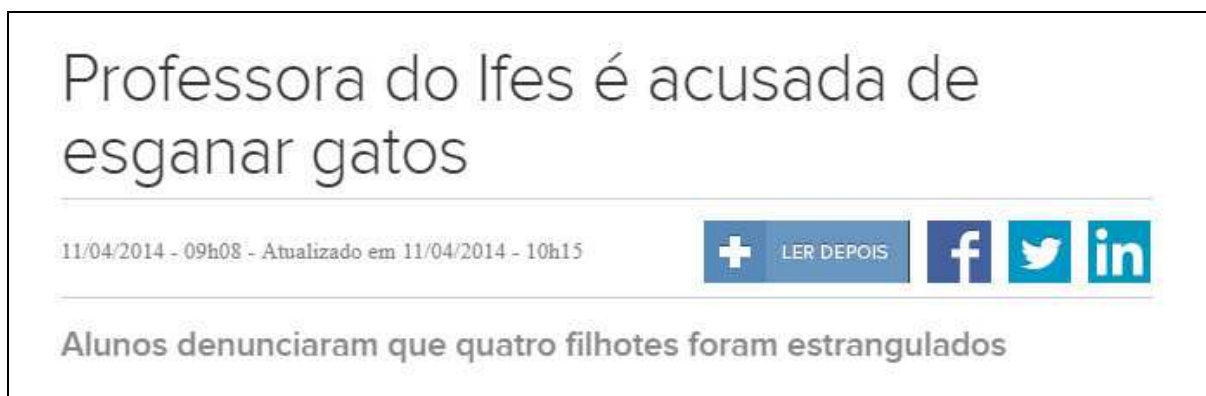 Professora do Ifes é acusada de
esganar gatos
11/04/2014 - 09h08 - Atualizado em 11/04/2014 - 10h15
LER DEPOIS
Alunos denunciaram que quatro filhotes foram estrangulados